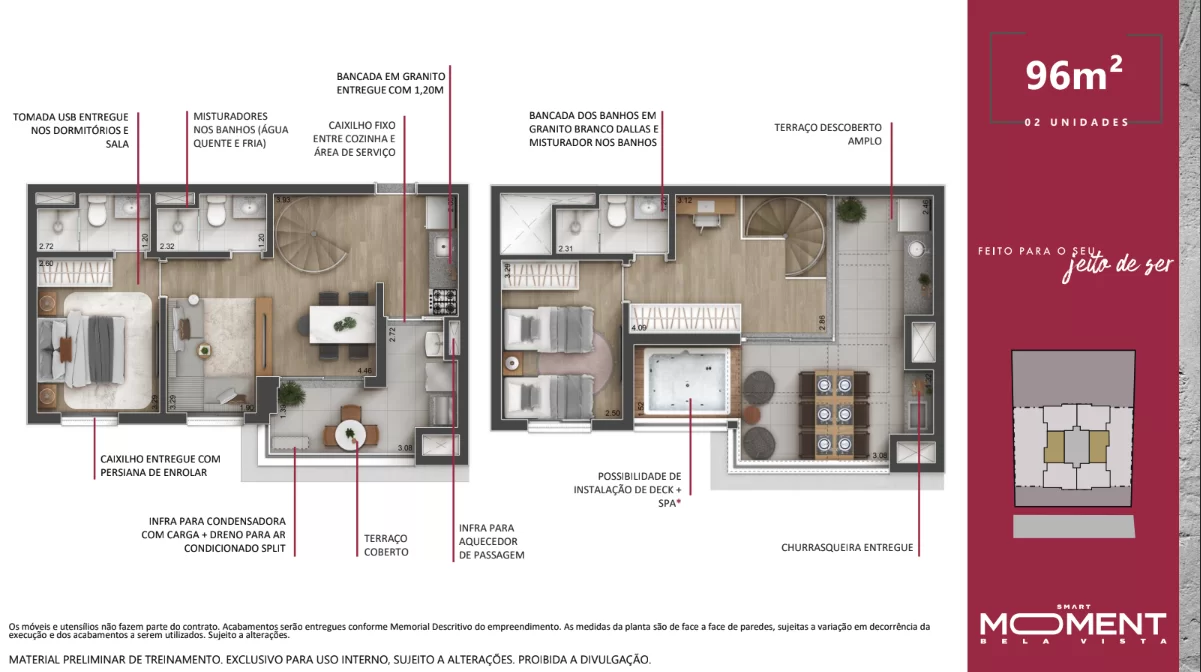 BANCADA EM GRANITO
ENTREGUE COM 1,20M
TOMADA USB ENTREGUE
NOS DORMITÓRIOS E
SALA
MISTURADORES
NOS BANHOS (ÁGUA
QUENTE E FRIA)
CAIXILHO FIXO
ENTRE COZINHA E
ÁREA DE SERVIÇO
BANCADA DOS BANHOS EM
GRANITO BRANCO DALLAS E
MISTURADOR NOS BANHOS
TERRAÇO DESCOBERTO
AMPLO
96m²
02 UNIDADES
FEITO PARA O SEU
jeito de ser
3.93
2.72
1.20
2.32
1.20
2.60
2.72
4.46
3.29
1.90
3.08
3.12
2.40
2.31
3.29
4.09
2.86
2.50
1.62
3.08
CAIXILHO ENTREGUE COM
PERSIANA DE ENROLAR
INFRA PARA CONDENSADORA
COM CARGA + DRENO PARA AR
CONDICIONADO SPLIT
TERRAÇO
COBERTO
INFRA PARA
AQUECEDOR
DE PASSAGEM
POSSIBILIDADE DE
INSTALAÇÃO DE DECK +
SPA*
CHURRASQUEIRA ENTREGUE
SMART
MOMENT
BELA VISTA
Os móveis e utensílios não fazem parte do contrato. Acabamentos serão entregues conforme Memorial Descritivo do empreendimento. As medidas da planta são de face a face de paredes, sujeitas a variação em decorrência da
execução e dos acabamentos a serem utilizados. Sujeito a alterações.
MATERIAL PRELIMINAR DE TREINAMENTO. EXCLUSIVO PARA USO INTERNO, SUJEITO A ALTERAÇÕES. PROIBIDA A DIVULGAÇÃO.